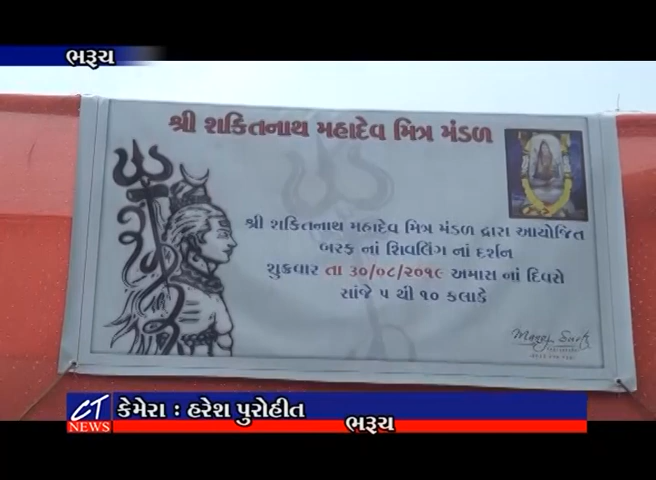 ભરૂચ
શ્રી શકિતનાથ મહાદેવ મિત્ર મંડળ
શ્રી શકિતનાથ મહાદેવ મિત્ર મંડળ દ્રારા આયોજિત
બરફ નાં શિવલિંગ નાં દર્શન
શુક્રવાર તા ૩૦/૦૮/૨૦૧૯ અમાસ નાં દિવસે
સાંજે ૫ થી ૧૦ કલાકે
CT
NEWS
કેમેરા : હરેશ પુરોહીત
ભરૂચ